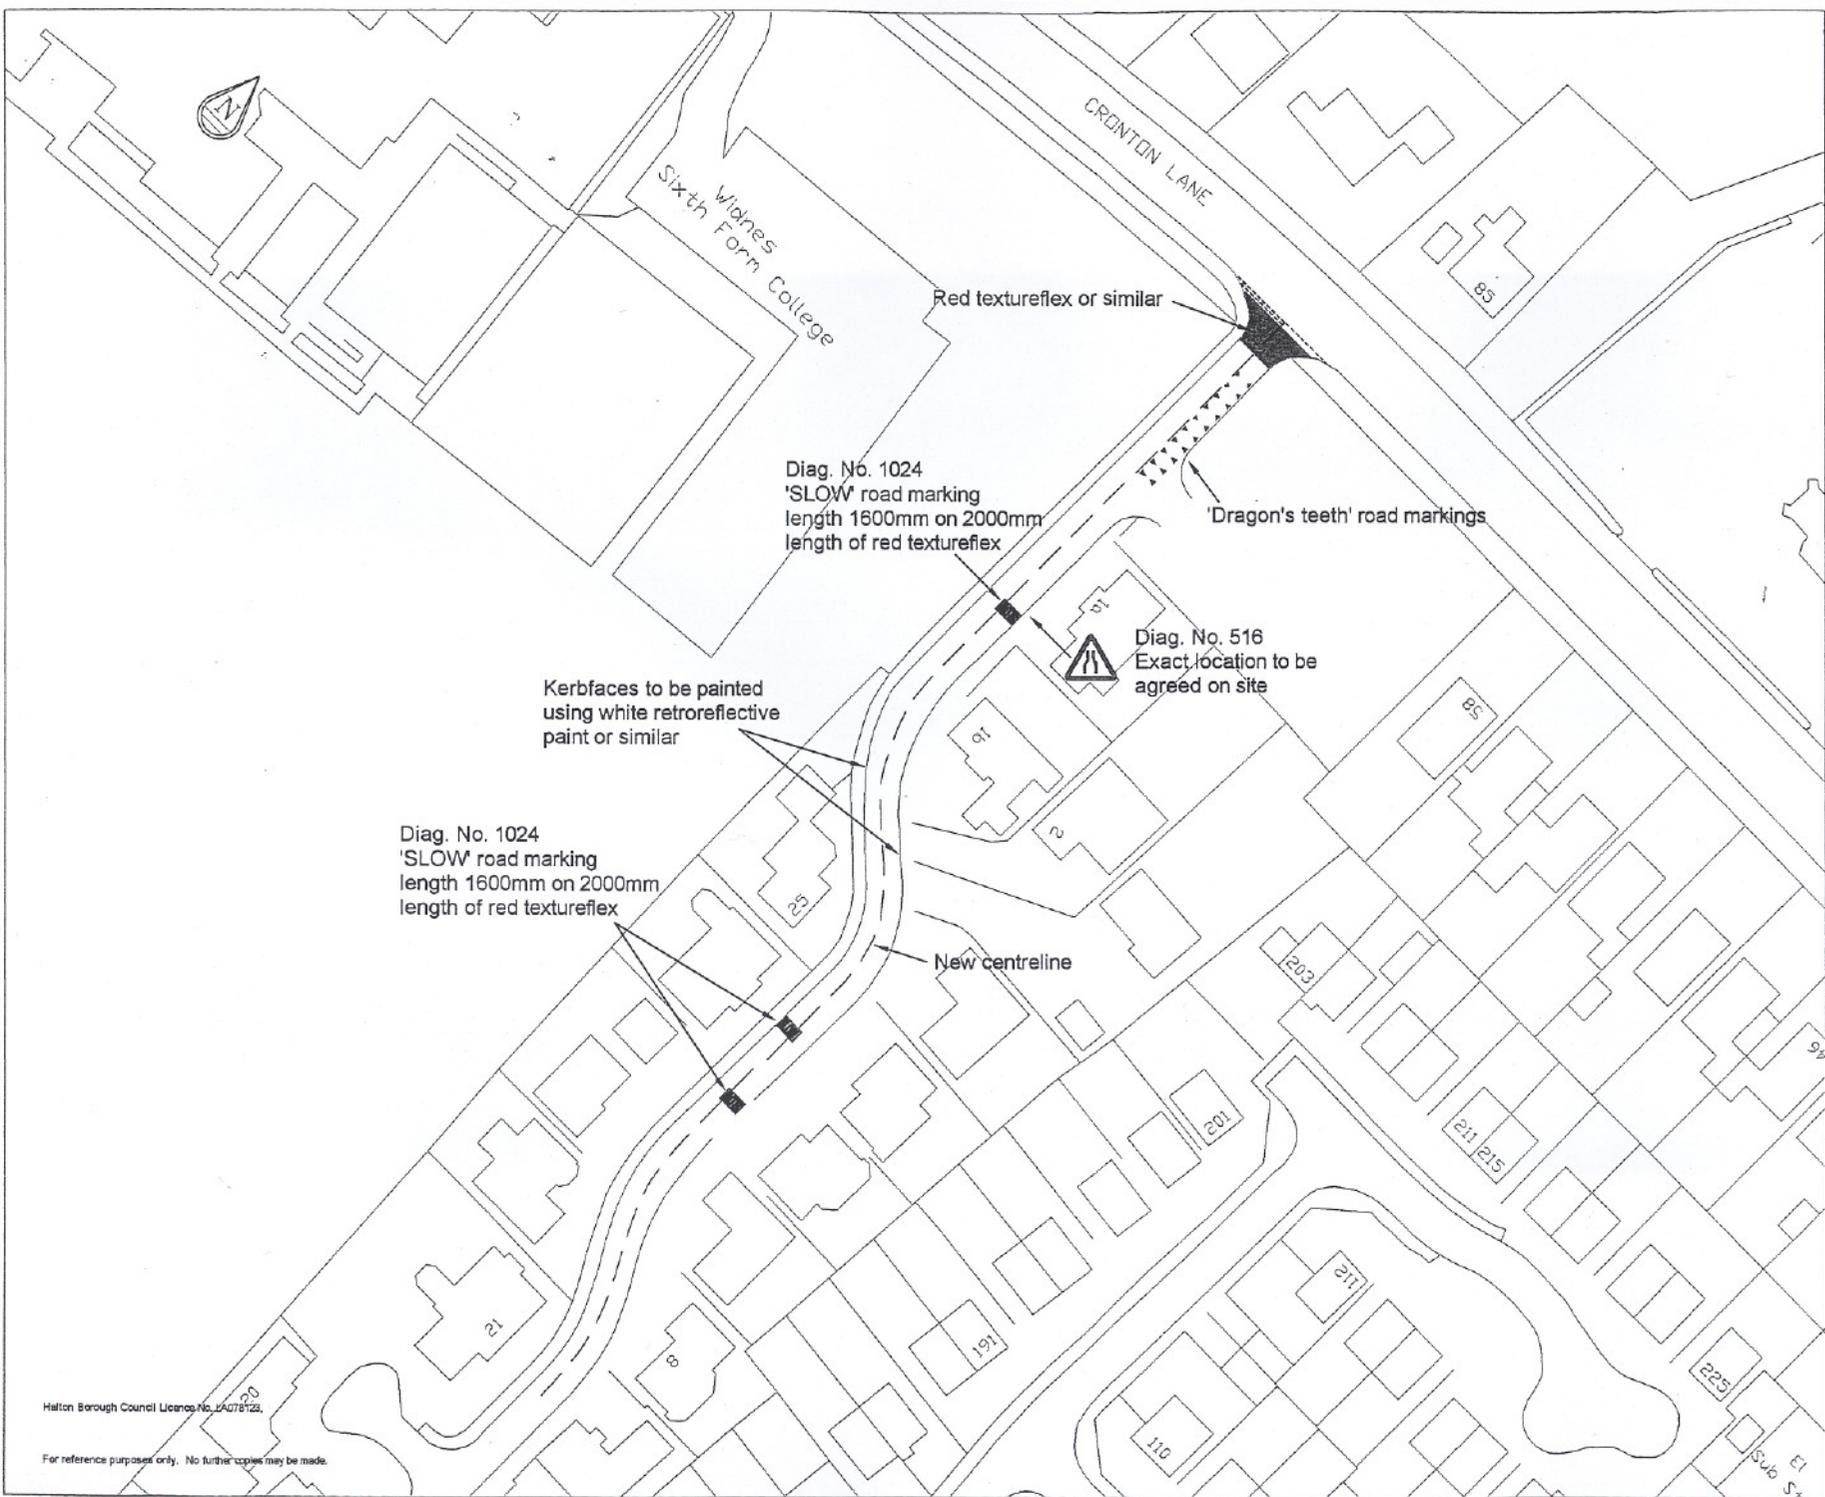 N
CRONTON LANE
Widnes
Sixth Form College
85
Red textureflex or similar
Diag. No. 1024
'SLOW' road marking
length 1600mm on 2000mm
length of red textureflex
'Dragon's teeth' road markings
1a
Diag. No. 516
Exact location to be
agreed on site
Kerbfaces to be painted
using white retroreflective
paint or similar
1b
58
2
Diag. No. 1024
'SLOW' road marking
length 1600mm on 2000mm
length of red textureflex
25
New centreline
203
46
201
211
215
112
21
191
8
20
225
110
El
Sub St
Halton Borough Council Licence No. LA078123.
For reference purposes only. No further copies may be made.